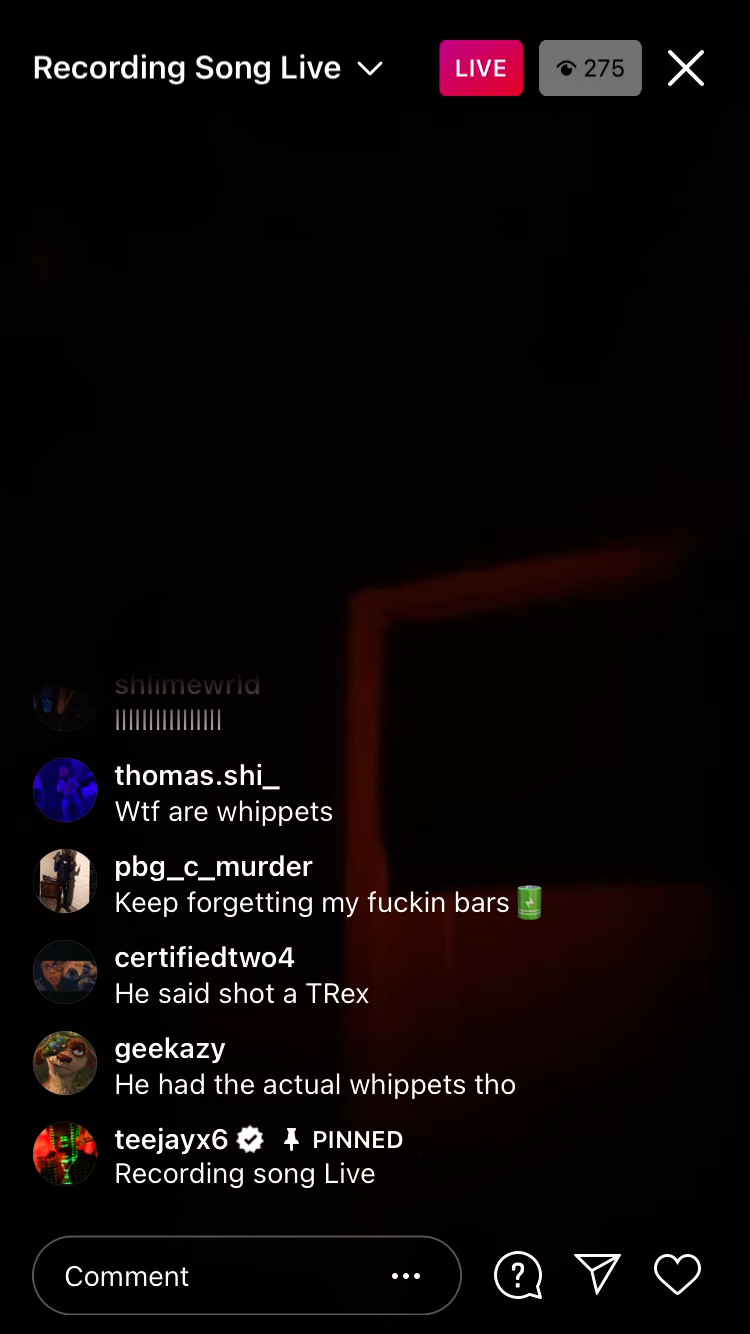 Recording Song Live
LIVE
275
shlimewrld
||||||||||||||||
thomas.shi_
Wtf are whippets
pbg_c_murder
Keep forgetting my fuckin bars🔋
certifiedtwo4
He said shot a TRex
geekazy
He had the actual whippets tho
teejayx6 PINNED
Recording song Live
Comment